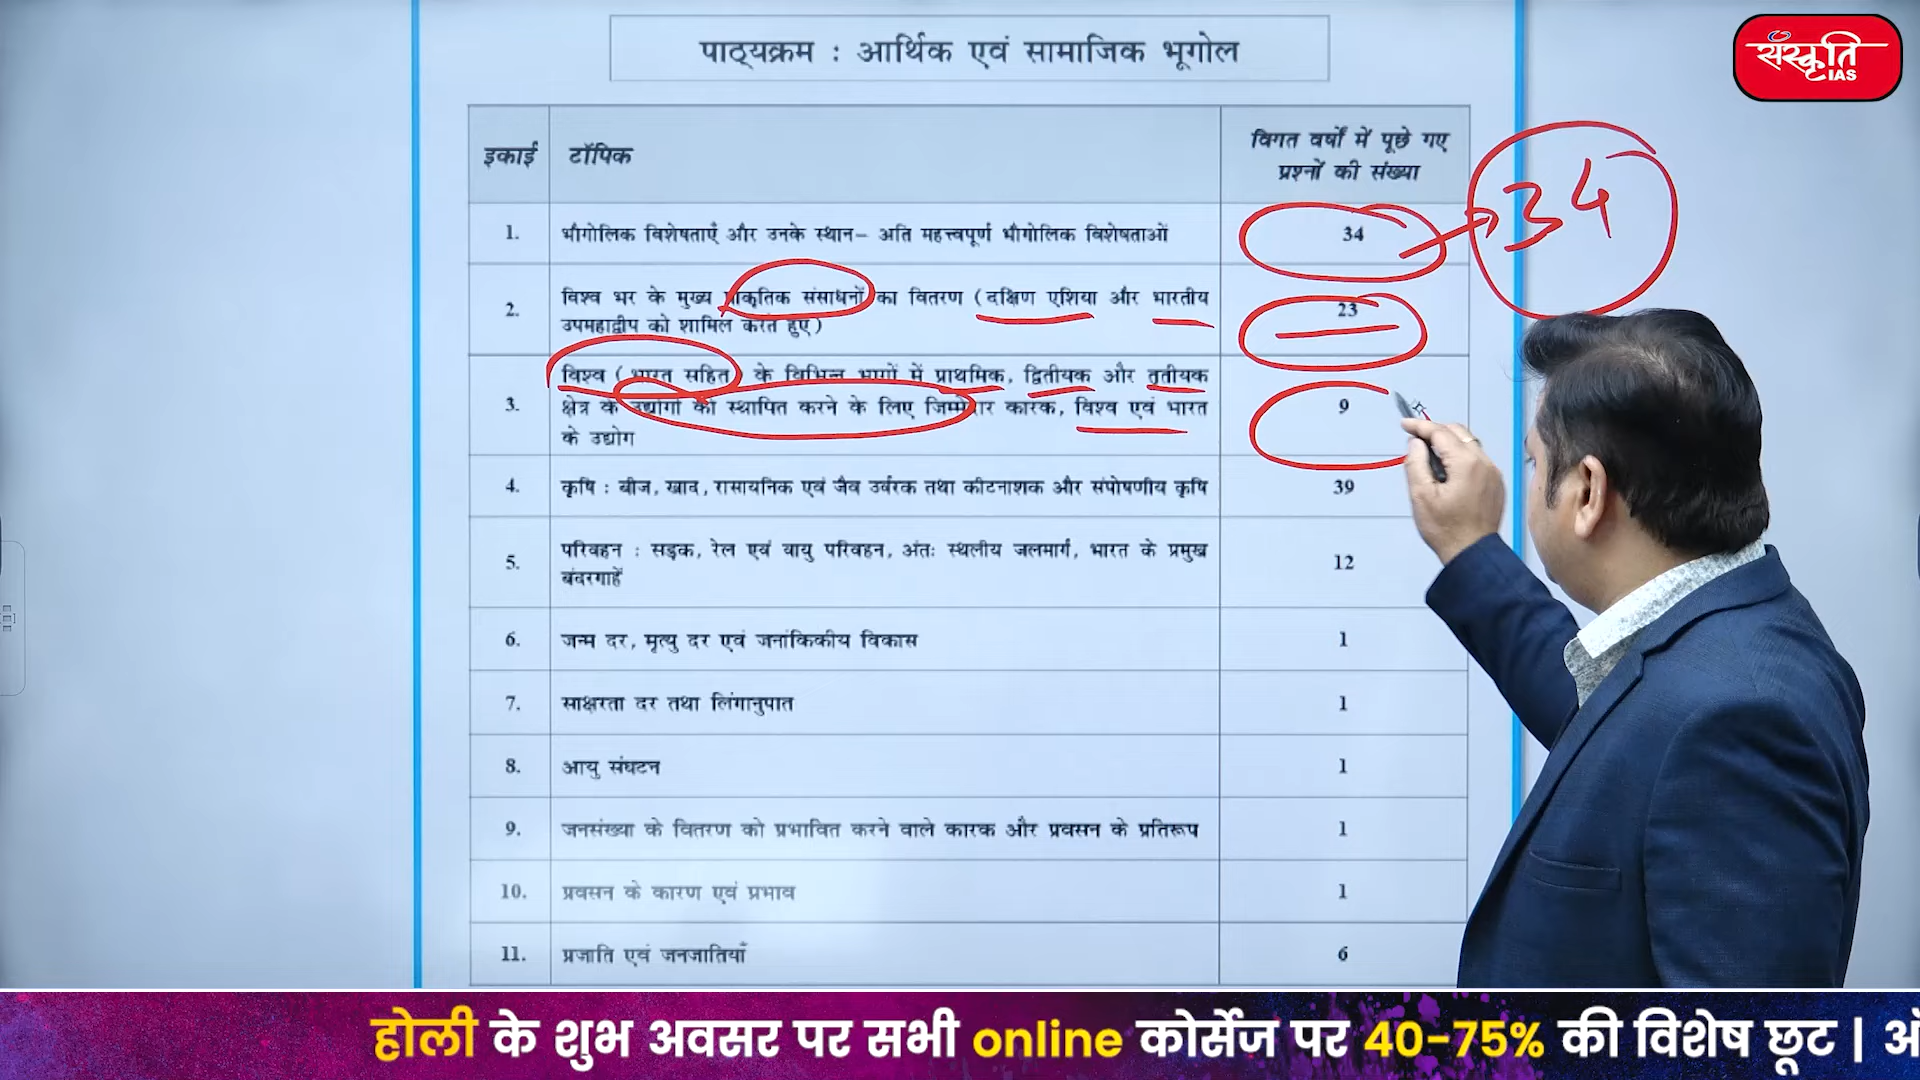 पाठ्यक्रम : आर्थिक एवं सामाजिक भूगोल
संस्कृति
IAS
इकाई टॉपिक विगत वर्षों में पूछे गए
प्रश्नों की संख्या
34
1. भौगोलिक विशेषताएँ और उनके स्थान– अति महत्त्वपूर्ण भौगोलिक विशेषताओं 34
2. विश्व भर के मुख्य प्राकृतिक संसाधनों का वितरण (दक्षिण एशिया और भारतीय 23
उपमहाद्वीप को शामिल करते हुए)
3. विश्व (भारत सहित) के विभिन्न भागों में प्राथमिक, द्वितीयक और तृतीयक 9
क्षेत्र के उद्योगों को स्थापित करने के लिए जिम्मेदार कारक, विश्व एवं भारत
के उद्योग
4. कृषि : बीज, खाद, रासायनिक एवं जैव उर्वरक तथा कीटनाशक और संपोषणीय कृषि 39
5. परिवहन : सड़क, रेल एवं वायु परिवहन, अंतः स्थलीय जलमार्ग, भारत के प्रमुख 12
बंदरगाहें
6. जन्म दर, मृत्यु दर एवं जनांकिकीय विकास 1
7. साक्षरता दर तथा लिंगानुपात 1
8. आयु संघटन 1
9. जनसंख्या के वितरण को प्रभावित करने वाले कारक और प्रवसन के प्रतिरूप 1
10. प्रवसन के कारण एवं प्रभाव 1
11. प्रजाति एवं जनजातियाँ 6
होली के शुभ अवसर पर सभी online कोर्सेज पर 40-75% की विशेष छूट |